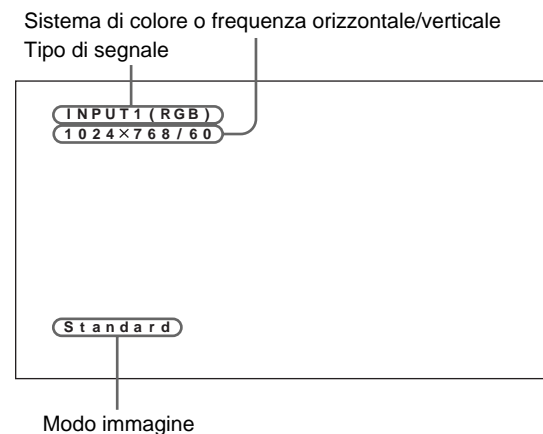 Sistema di colore o frequenza orizzontale/verticale
Tipo di segnale
INPUT1(RGB)
1024×768/60
Standard
Modo immagine